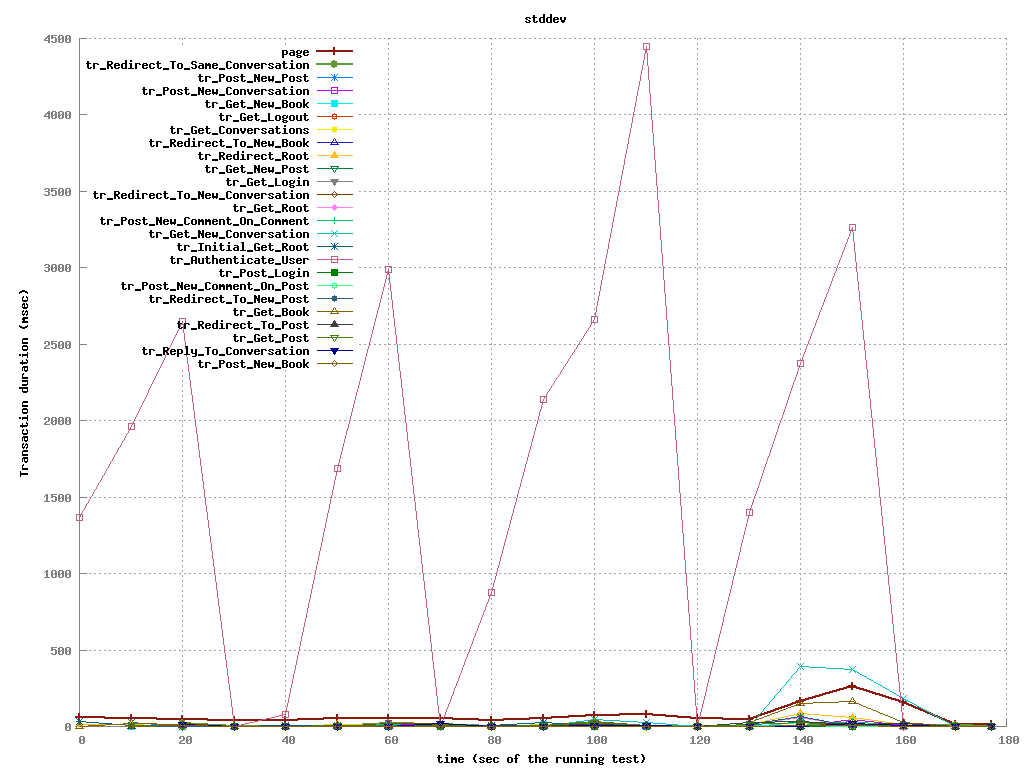 stddev
4500
4000
3500
3000
2500
2000
1500
1000
500
0
Transaction duration (msec)
page
tr_Redirect_To_Same_Conversation
tr_Post_New_Post
tr_Post_New_Conversation
tr_Get_New_Book
tr_Get_Logout
tr_Get_Conversations
tr_Redirect_To_New_Book
tr_Redirect_Root
tr_Get_New_Post
tr_Get_Login
tr_Redirect_To_New_Conversation
tr_Get_Root
tr_Post_New_Comment_On_Comment
tr_Get_New_Conversation
tr_Initial_Get_Root
tr_Authenticate_User
tr_Post_Login
tr_Post_New_Comment_On_Post
tr_Redirect_To_New_Post
tr_Get_Book
tr_Redirect_To_Post
tr_Get_Post
tr_Reply_To_Conversation
tr_Post_New_Book
0 20 40 60 80 100 120 140 160 180
time (sec of the running test)